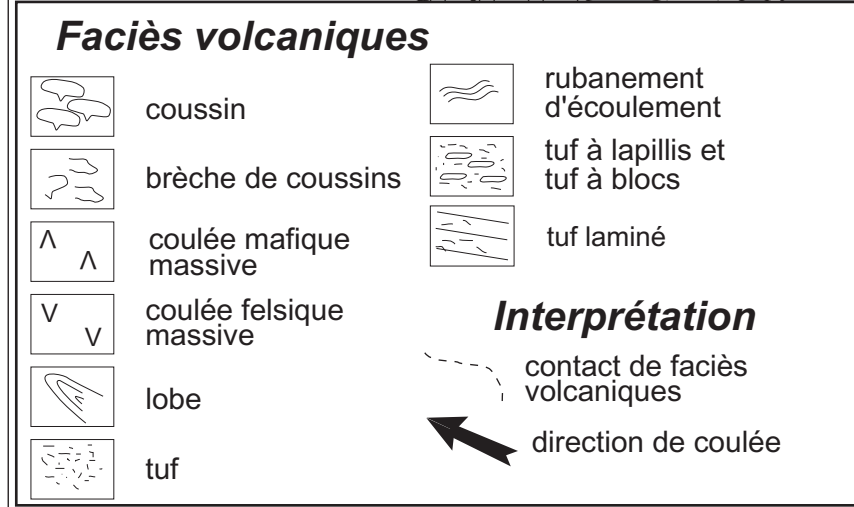 Faciès volcaniques
coussin
brèche de coussins
coulée mafique
massive
coulée felsique
massive
lobe
tuf
rubanement
d'écoulement
tuf à lapillis et
tuf à blocs
tuf laminé
Interprétation
contact de faciès
volcaniques
direction de coulée